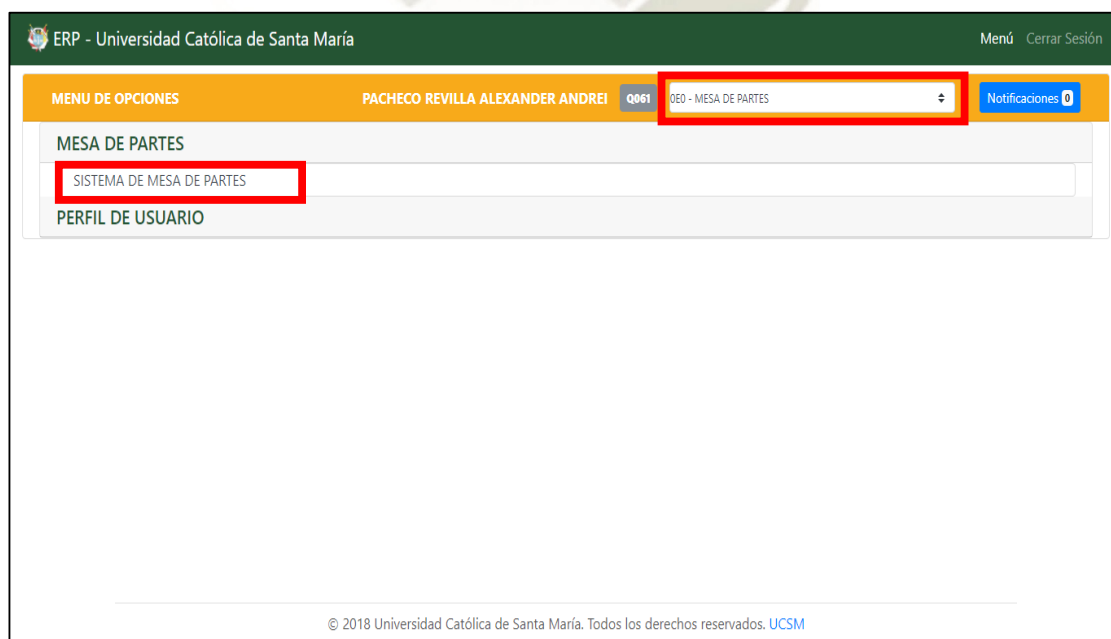 ERP - Universidad Católica de Santa María Menú Cerrar Sesión
MENU DE OPCIONES PACHECO REVILLA ALEXANDER ANDREI Q061 0E0 - MESA DE PARTES Notificaciones 0
MESA DE PARTES
SISTEMA DE MESA DE PARTES
PERFIL DE USUARIO
© 2018 Universidad Católica de Santa María. Todos los derechos reservados. UCSM